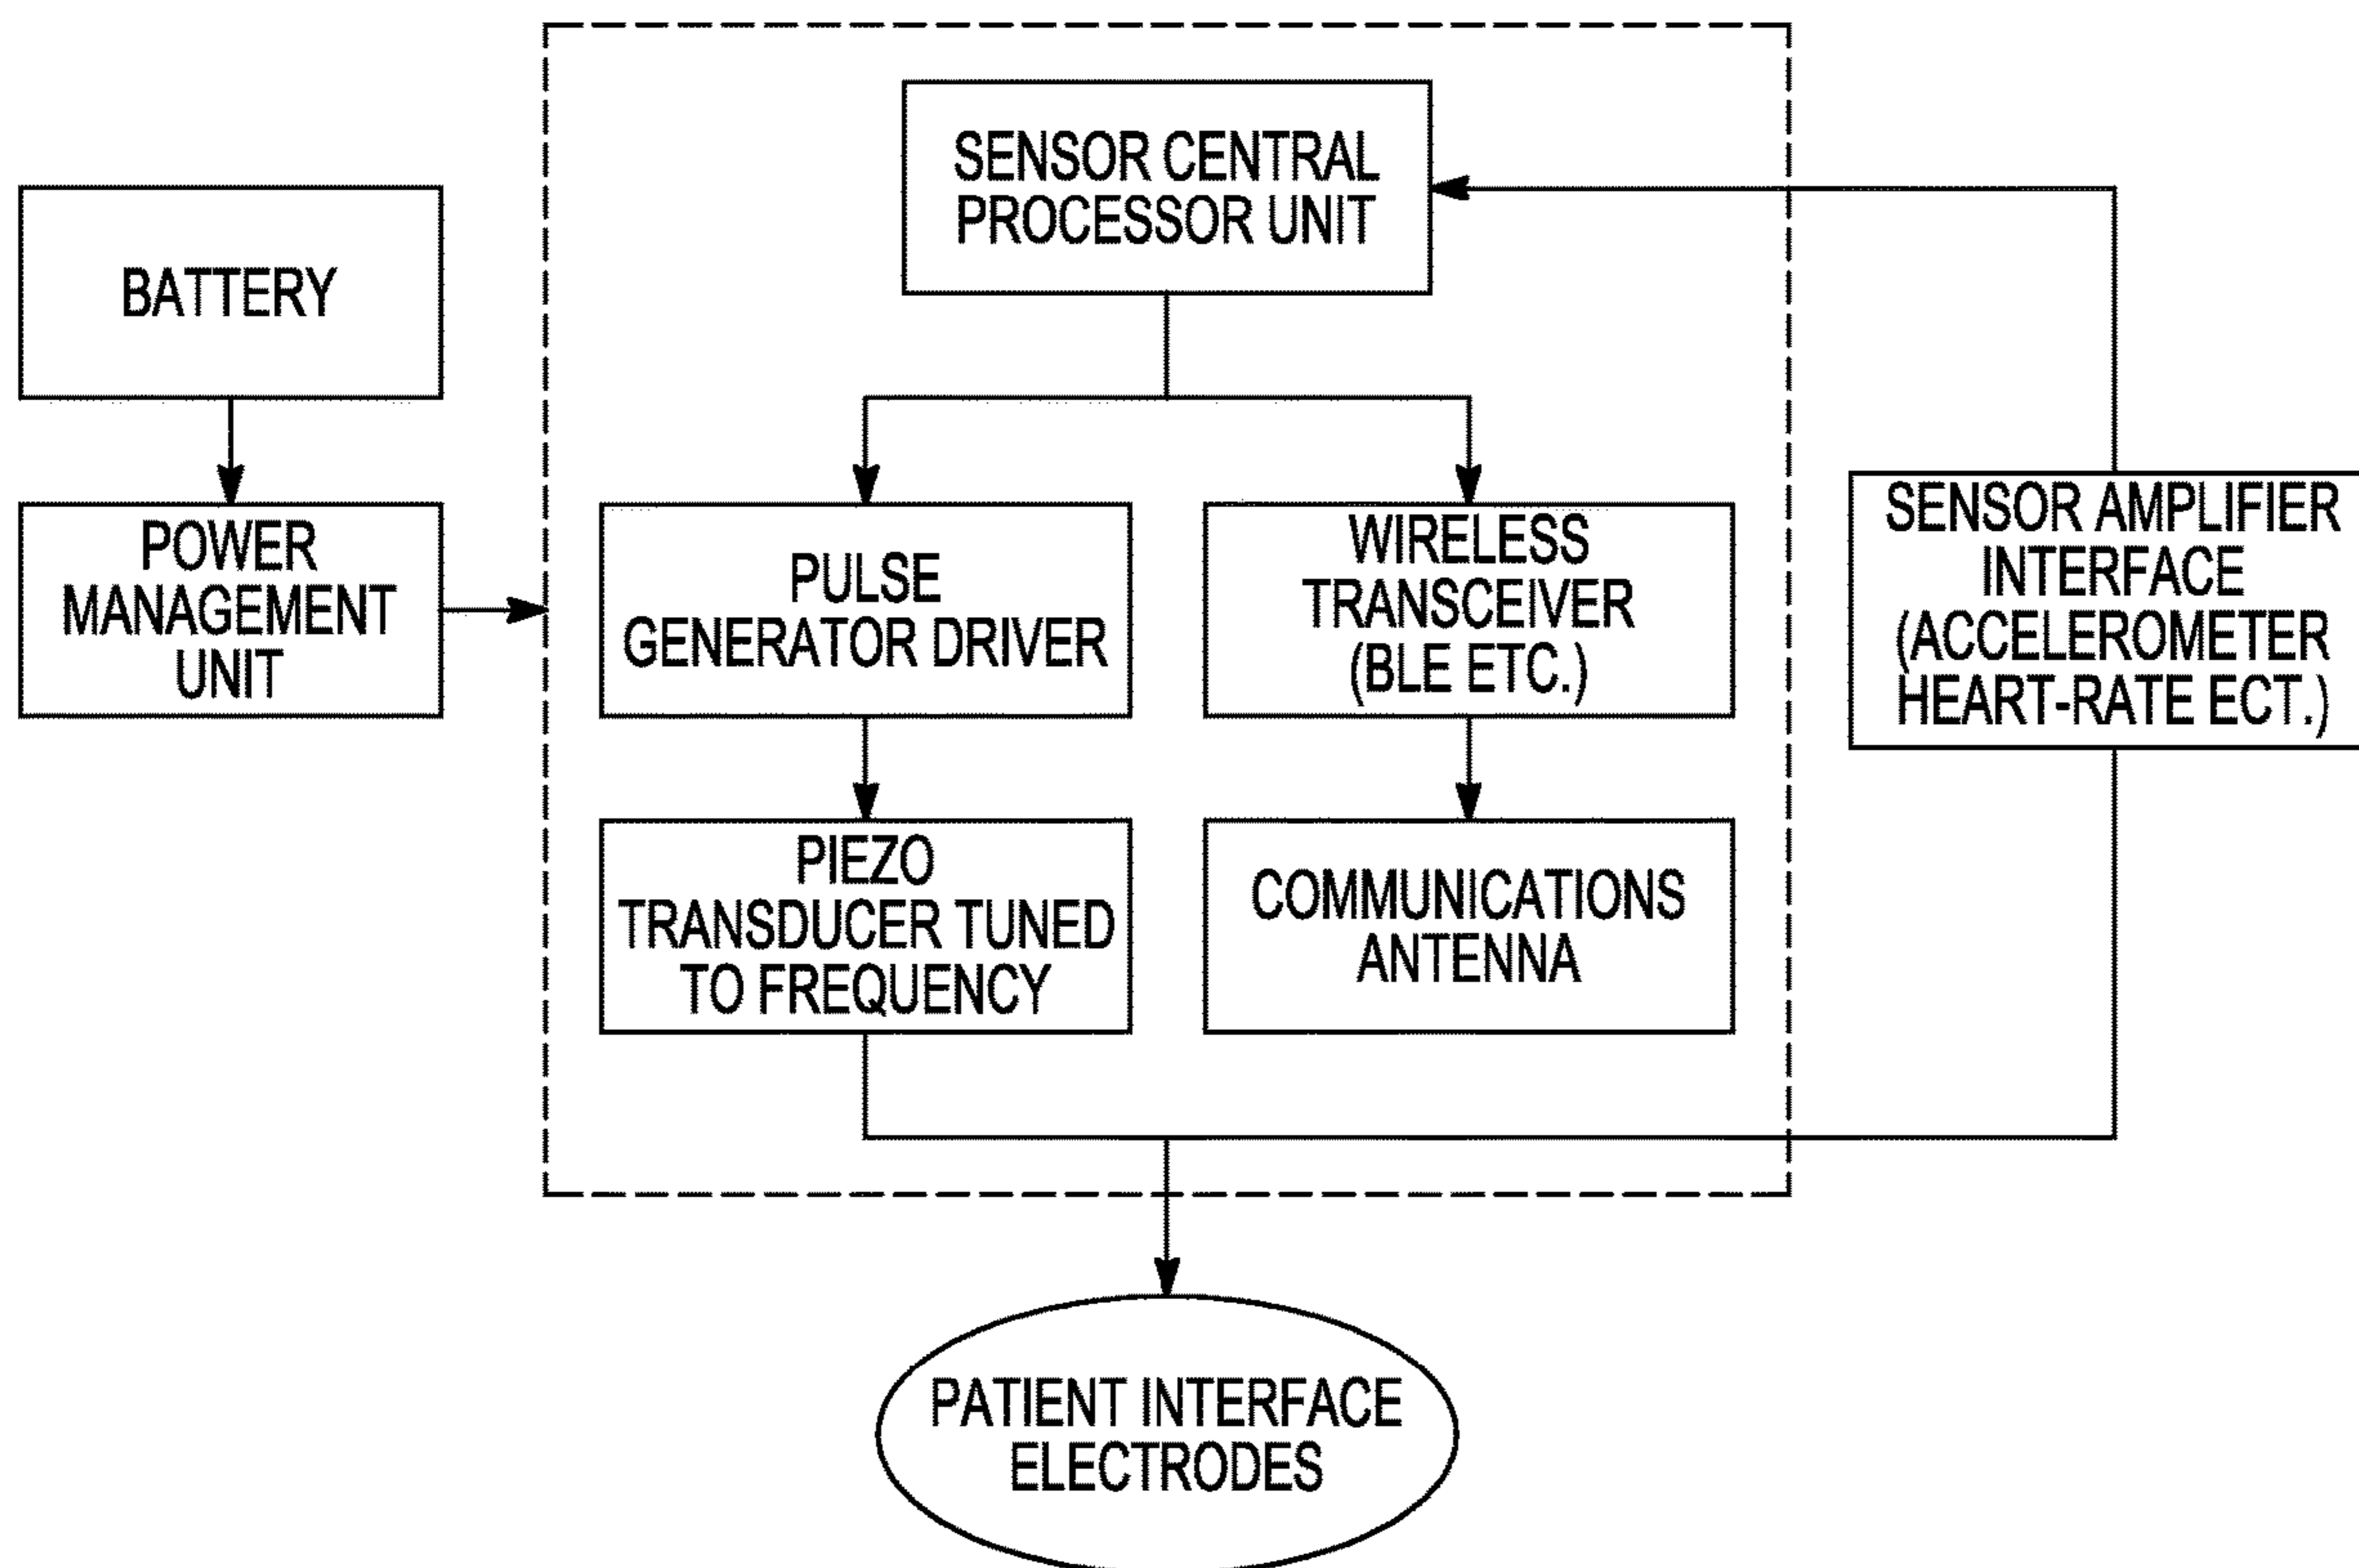 SENSOR CENTRAL
PROCESSOR UNIT
BATTERY
POWER
MANAGEMENT
UNIT
PULSE
GENERATOR DRIVER
WIRELESS
TRANSCEIVER
(BLE ETC.)
SENSOR AMPLIFIER
INTERFACE
(ACCELEROMETER
HEART-RATE ECT.)
PIEZO
TRANSDUCER TUNED
TO FREQUENCY
COMMUNICATIONS
ANTENNA
PATIENT INTERFACE
ELECTRODES